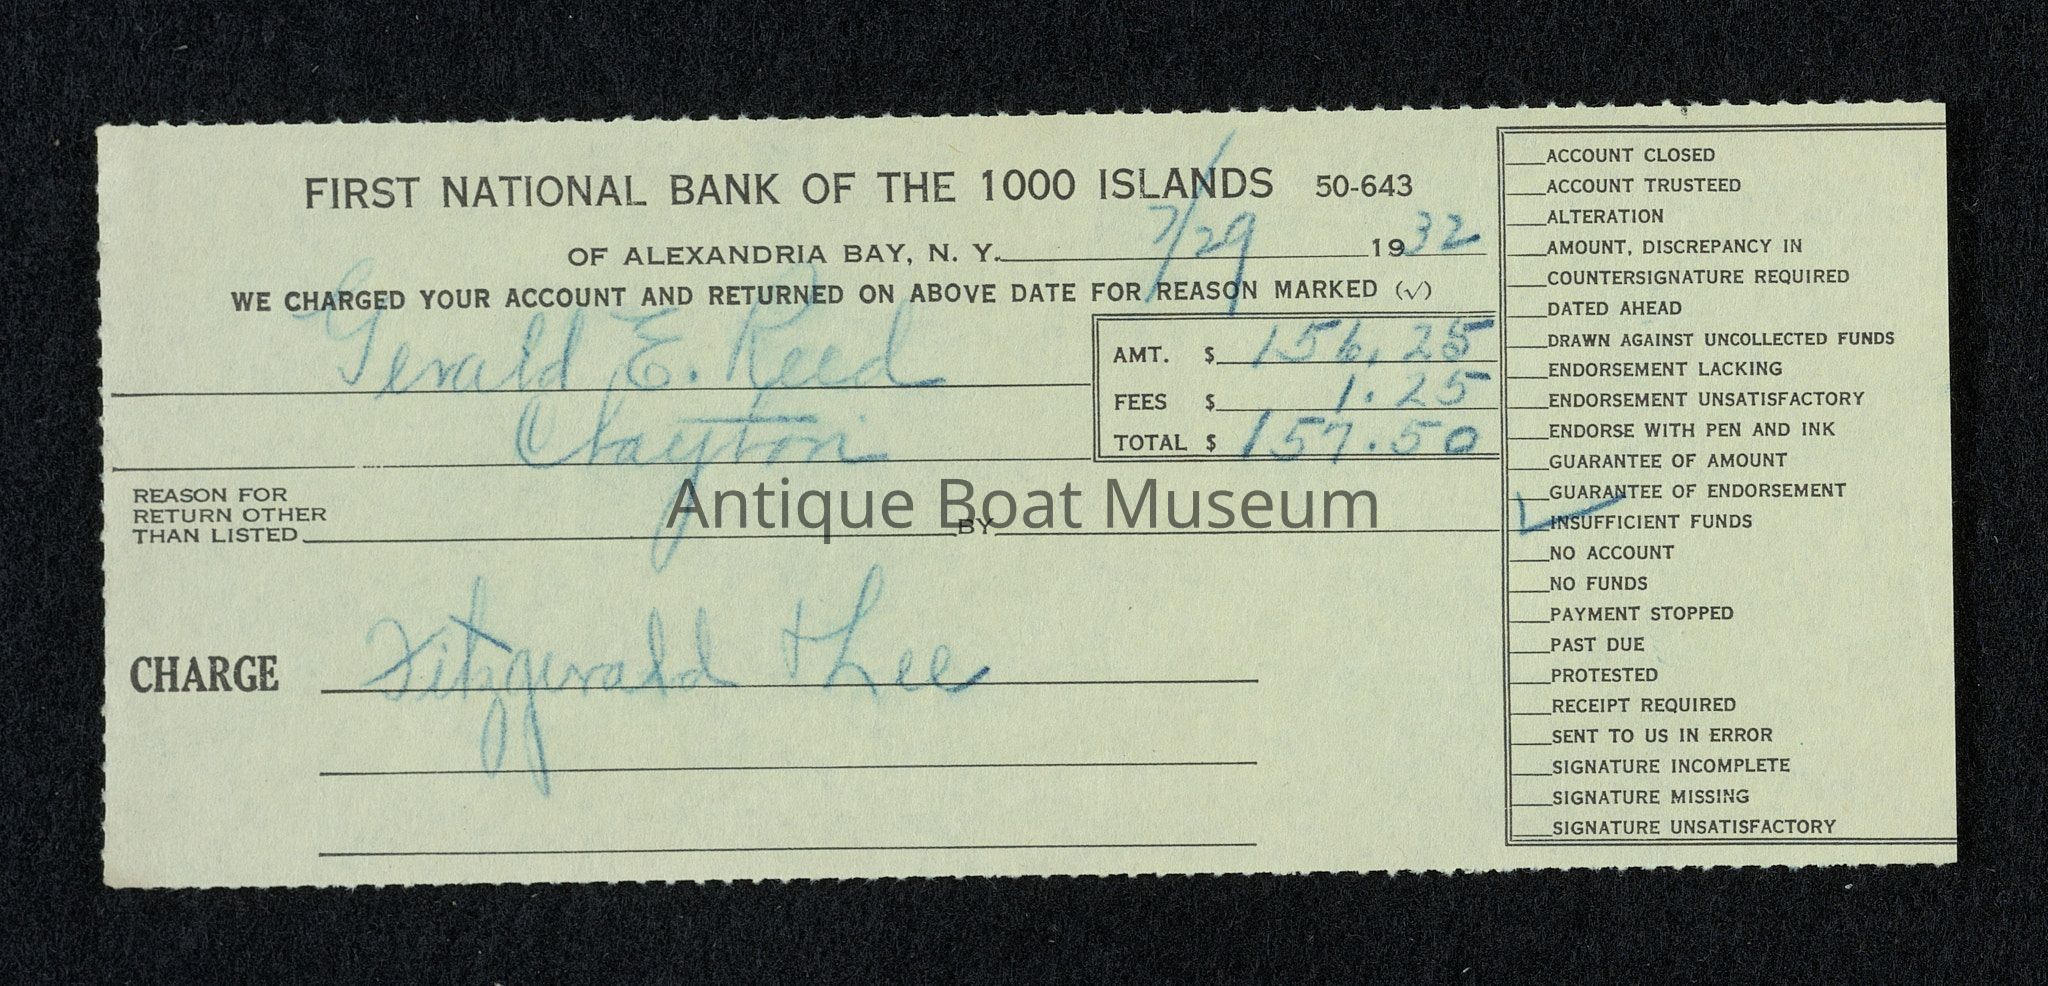 FIRST NATIONAL BANK OF THE 1000 ISLANDS 50-643
OF ALEXANDRIA BAY, N. Y. 7/29 1932
WE CHARGED YOUR ACCOUNT AND RETURNED ON ABOVE DATE FOR REASON MARKED (√)
Gerald E. Reed
Clayton
AMT. $ 156.25
FEES $ 1.25
TOTAL $ 157.50
REASON FOR
RETURN OTHER
THAN LISTED BY
Antique Boat Museum
CHARGE Fitzgerald & Lee
ACCOUNT CLOSED
ACCOUNT TRUSTEED
ALTERATION
AMOUNT, DISCREPANCY IN
COUNTERSIGNATURE REQUIRED
DATED AHEAD
DRAWN AGAINST UNCOLLECTED FUNDS
ENDORSEMENT LACKING
ENDORSEMENT UNSATISFACTORY
ENDORSE WITH PEN AND INK
GUARANTEE OF AMOUNT
GUARANTEE OF ENDORSEMENT
✓ INSUFFICIENT FUNDS
NO ACCOUNT
NO FUNDS
PAYMENT STOPPED
PAST DUE
PROTESTED
RECEIPT REQUIRED
SENT TO US IN ERROR
SIGNATURE INCOMPLETE
SIGNATURE MISSING
SIGNATURE UNSATISFACTORY